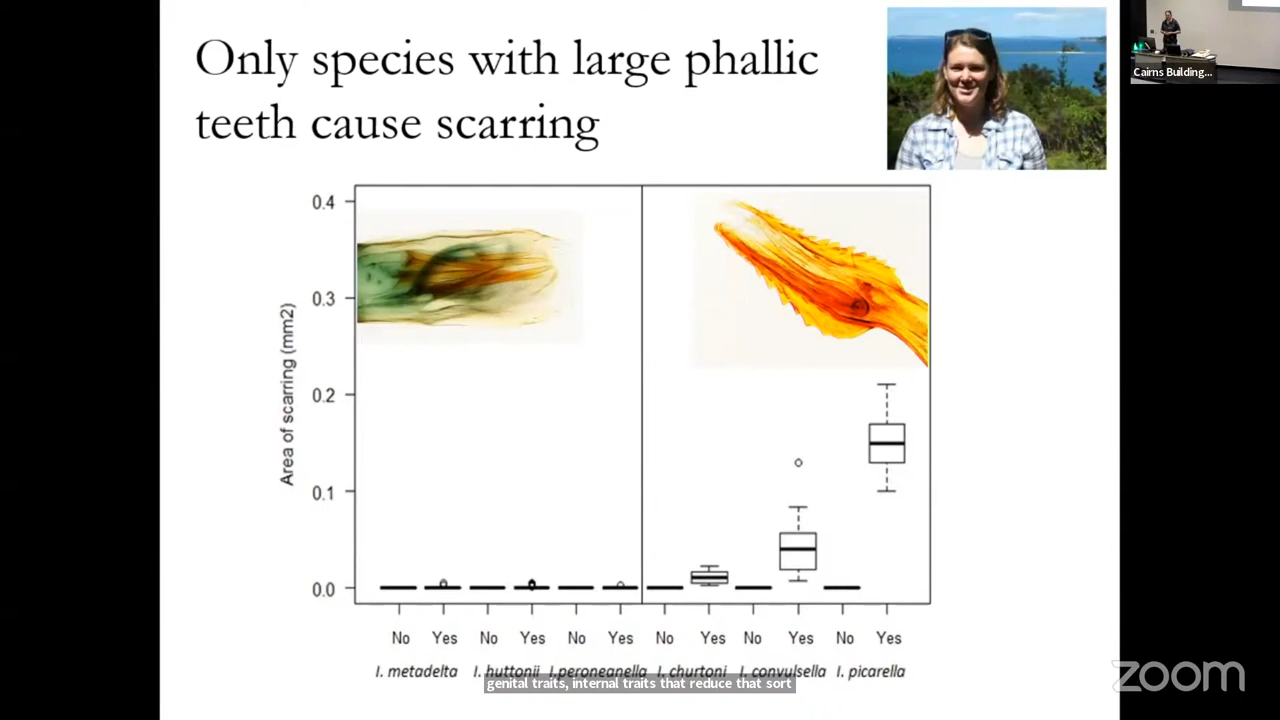 Only species with large phallic
teeth cause scarring
Cairns Building...
Area of scarring (mm2)
0.4
0.3
0.2
0.1
0.0
No Yes No Yes No Yes No Yes No Yes No Yes
I. metadelta I. huttonii I.peroneanella I. churtoni I. convulsella I. picarella
genital traits, internal traits that reduce that sort
zoom